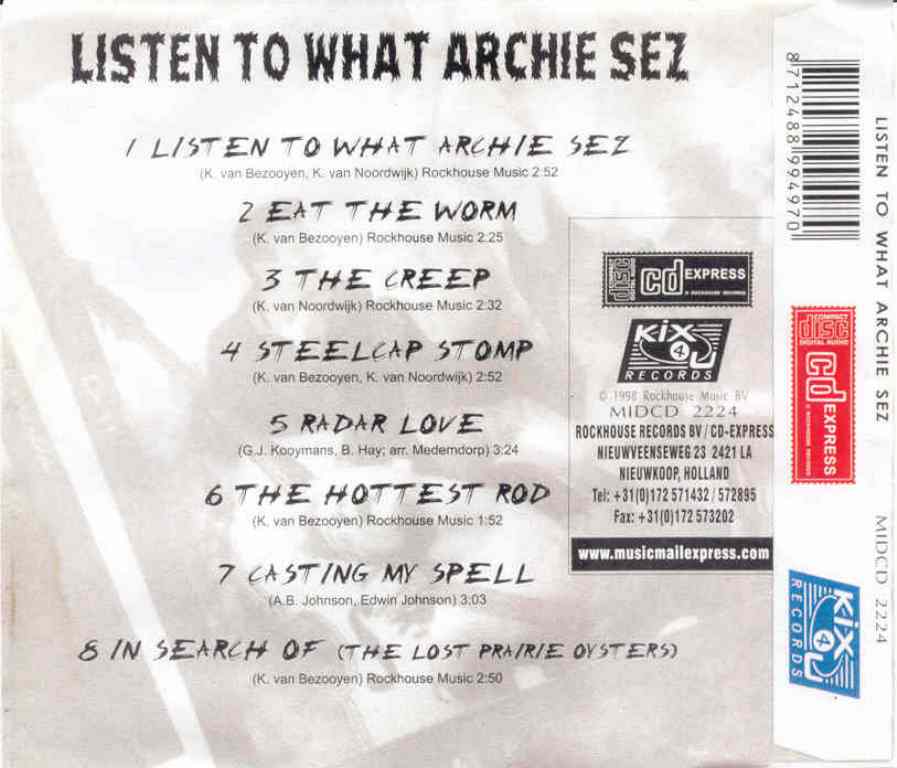 LISTEN TO WHAT ARCHIE SEZ
1 LISTEN TO WHAT ARCHIE SEZ
(K. van Bezooyen, K. van Noordwijk) Rockhouse Music 2:52
2 EAT THE WORM
(K. van Bezooyen) Rockhouse Music 2:25
3 THE CREEP
(K. van Noordwijk) Rockhouse Music 2:32
4 STEELCAP STOMP
(K. van Bezooyen, K. van Noordwijk) 2:52
5 RADAR LOVE
(G.J. Kooymans, B. Hay; arr. Medemdorp) 3:24
6 THE HOTTEST ROD
(K. van Bezooyen) Rockhouse Music 1:52
7 CASTING MY SPELL
(A.B. Johnson, Edwin Johnson) 3:03
8 IN SEARCH OF (THE LOST PRAIRIE OYSTERS)
(K. van Bezooyen) Rockhouse Music 2:50
disc cd EXPRESS
KIX 4 U
RECORDS
© 1998 Rockhouse Music BV
MIDCD 2224
ROCKHOUSE RECORDS BV / CD-EXPRESS
NIEUWVEENSEWEG 23 2421 LA
NIEUWKOOP, HOLLAND
Tel: +31(0)172 571432 / 572895
Fax: +31(0)172 573202
www.musicmailexpress.com
8712488994970
LISTEN TO WHAT ARCHIE SEZ
COMPACT
disc
DIGITAL AUDIO
cd EXPRESS
MIDCD 2224
KIX 4 U
RECORDS